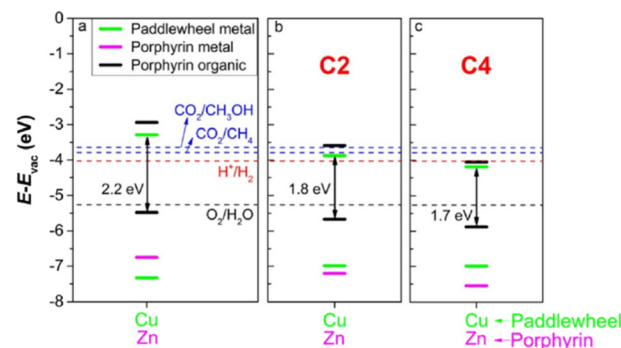 E-Evac (eV)
0
-1
-2
-3
-4
-5
-6
-7
-8
a
Paddlewheel metal
Porphyrin metal
Porphyrin organic
CO2/CH3OH
CO2/CH4
H+/H2
2.2 eV
O2/H2O
Cu
Zn
b
C2
1.8 eV
Cu
Zn
c
C4
1.7 eV
Cu
Zn
Paddlewheel
Porphyrin